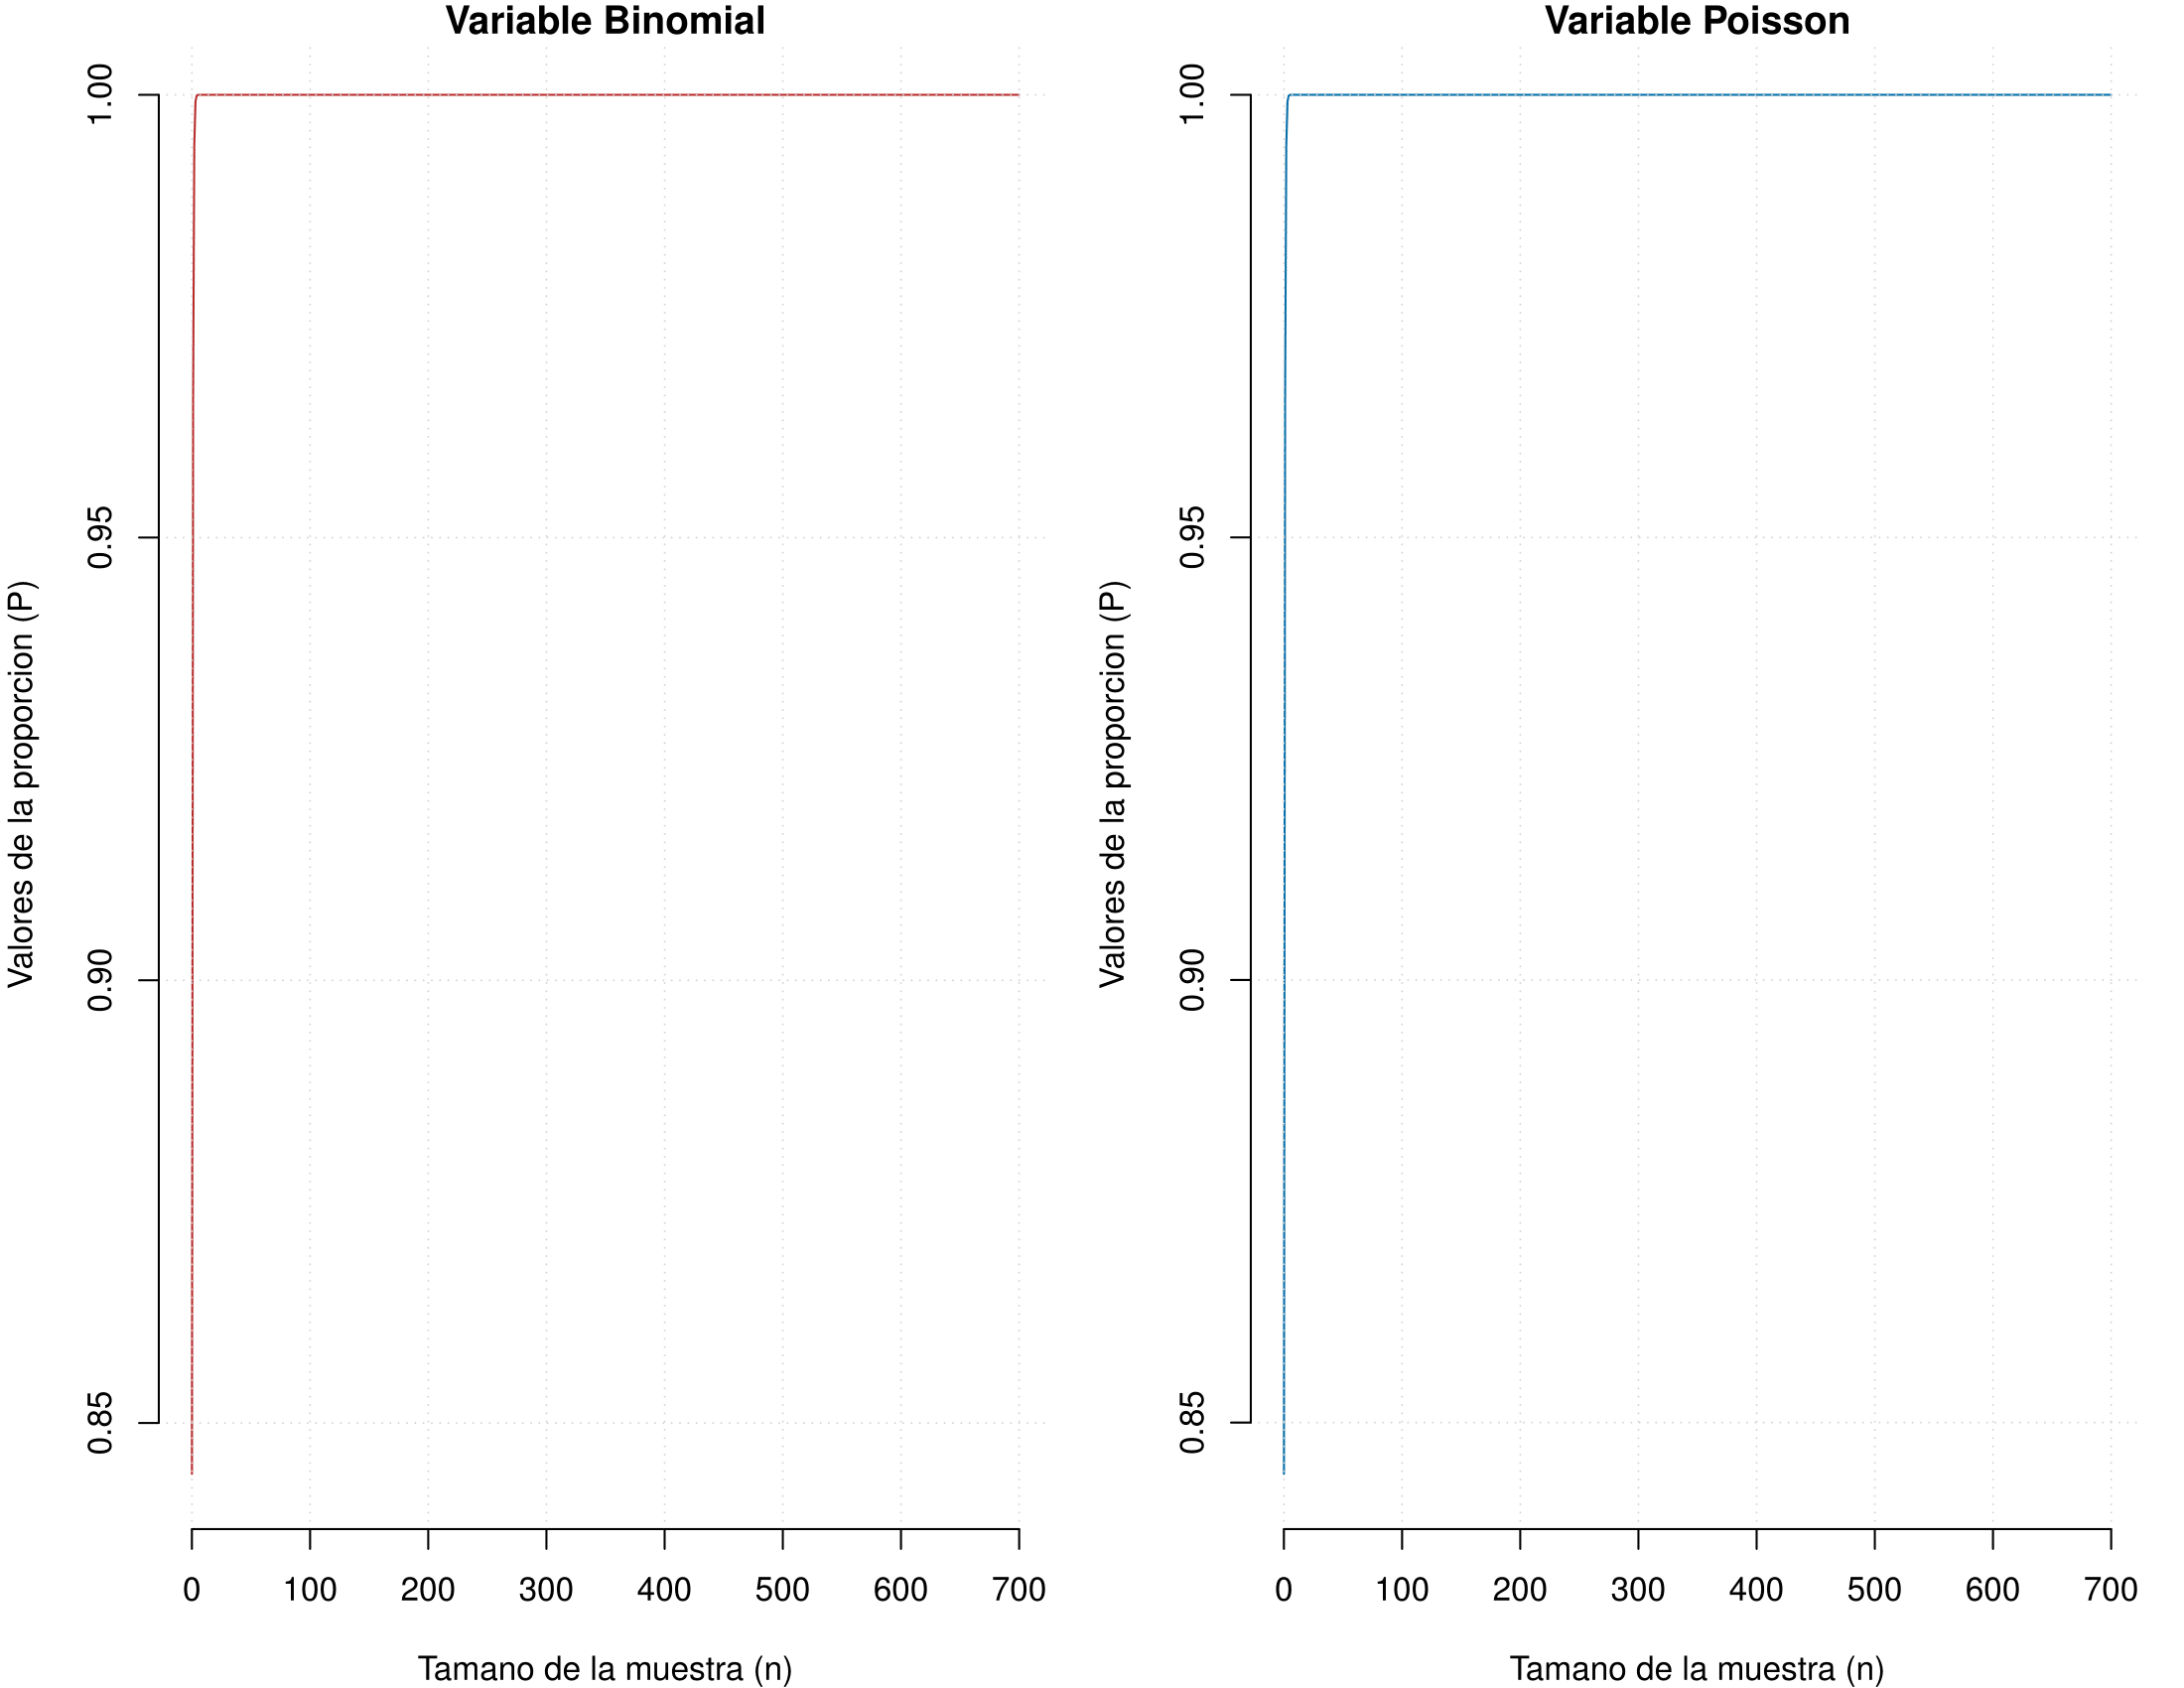 Variable Binomial
Valores de la proporcion (P)
1.00
0.95
0.90
0.85
0 100 200 300 400 500 600 700
Tamano de la muestra (n)
Variable Poisson
Valores de la proporcion (P)
1.00
0.95
0.90
0.85
0 100 200 300 400 500 600 700
Tamano de la muestra (n)